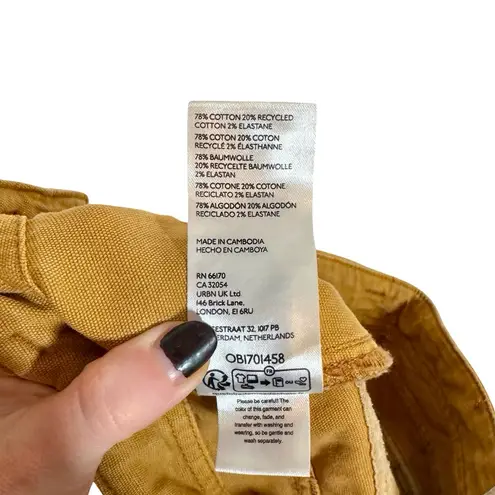 78% COTTON 20% RECYCLED
COTTON 2% ELASTANE
78% COTON 20% COTON
RECYCLÉ 2% ÉLASTHANNE
78% BAUMWOLLE
20% RECYCELTE BAUMWOLLE
2% ELASTAN
78% COTONE 20% COTONE
RICICLATO 2% ELASTAN
78% ALGODÓN 20% ALGODÓN
RECICLADO 2% ELASTANO
MADE IN CAMBODIA
HECHO EN CAMBOYA
RN 66170
CA 32054
URBN UK Ltd
146 Brick Lane,
LONDON, E1 6RU
ESTRAAT 32, 1017 PB
ERDAM, NETHERLANDS
OB1701458
FR
OU
Please be careful! The
color of this garment can
change, fade, and
transfer with washing and
wearing, so be gentle and
wash separately.